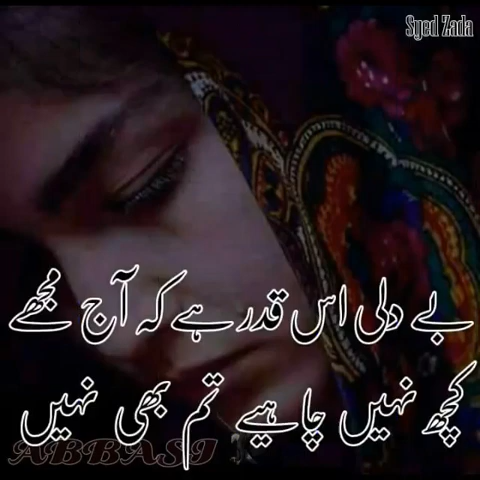 Syed Zada
بے دلی اس قدر ہے کہ آج مجھے
کچھ نہیں چاہیے تم بھی نہیں
ABBASI